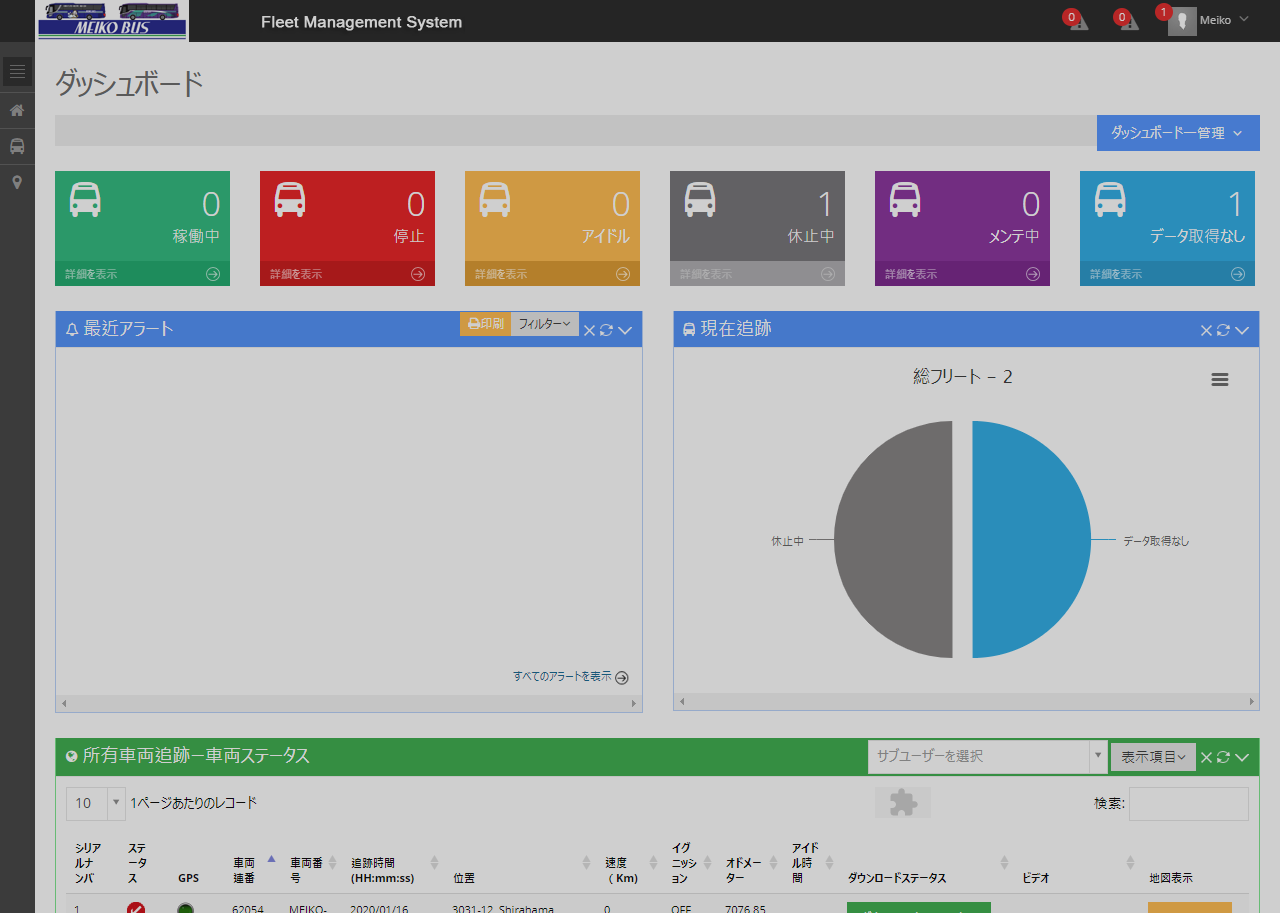 MEIKO BUS
Fleet Management System
0
0
1
Meiko
ダッシュボード
ダッシュボードー管理
0
稼働中
詳細を表示
0
停止
詳細を表示
0
アイドル
詳細を表示
1
休止中
詳細を表示
0
メンテ中
詳細を表示
1
データ取得なし
詳細を表示
最近アラート
印刷
フィルター
すべてのアラートを表示
現在追跡
総フリート – 2
休止中
データ取得なし
所有車両追跡ー車両ステータス
サブユーザーを選択
表示項目
10
1ページあたりのレコード
検索:
シリア
ルナ
ンバ
ステ
ータ
ス
GPS
車両
連番
車両番
号
追跡時間
(HH:mm:ss)
位置
速度
( Km)
イグ
ニッシ
ョン
オドメー
ター
アイド
ル時
間
ダウンロードステータス
ビデオ
地図表示
1 62054 MEIKO- 2020/01/16 3031-12, Shirahama, 0 OFF 7076.85